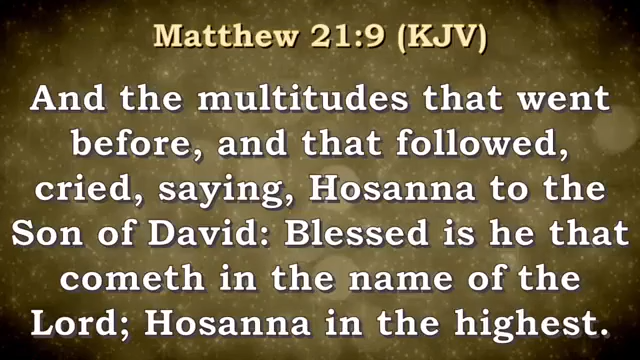 Matthew 21:9 (KJV)
And the multitudes that went
before, and that followed,
cried, saying, Hosanna to the
Son of David: Blessed is he that
cometh in the name of the
Lord; Hosanna in the highest.